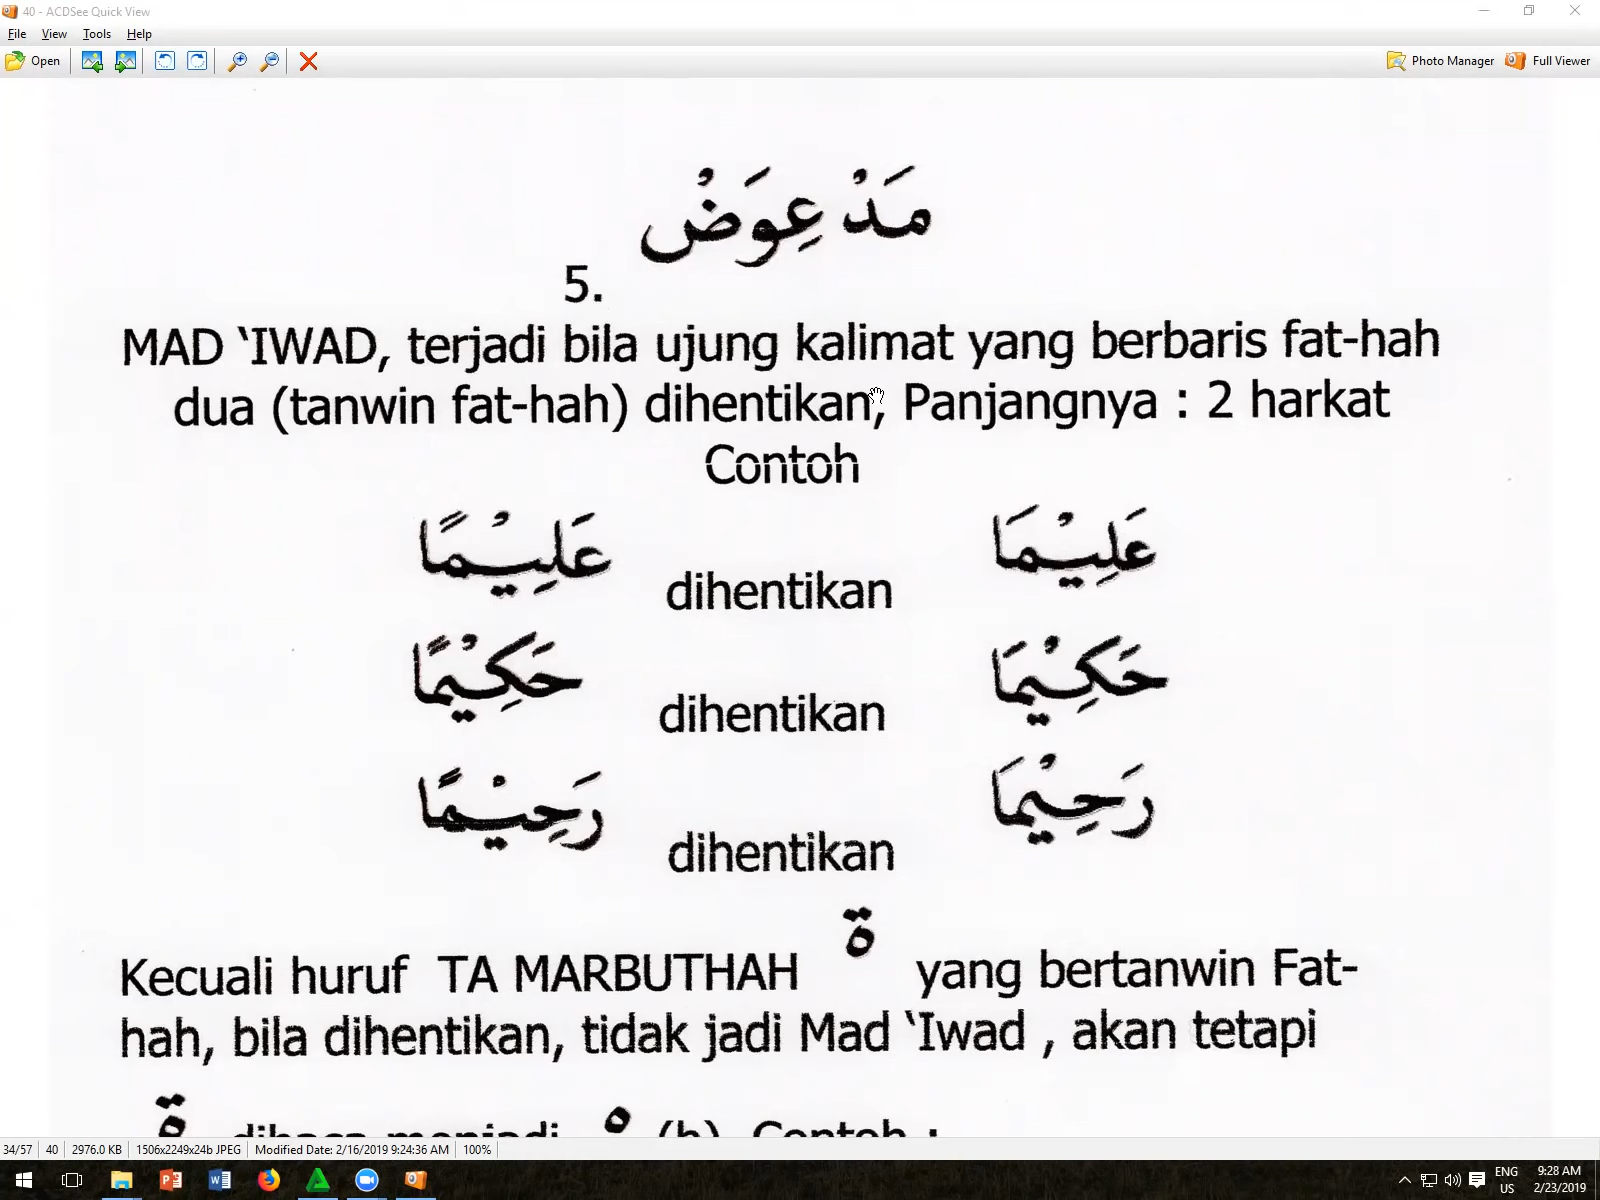 40 - ACDSee Quick View
File View Tools Help
Open Photo Manager Full Viewer
مَدْ عِوَضْ
5.
MAD ‘IWAD, terjadi bila ujung kalimat yang berbaris fat-hah
dua (tanwin fat-hah) dihentikan, Panjangnya : 2 harkat
Contoh
عَلِيْمًا dihentikan عَلِيْمَا
حَكِيْمًا dihentikan حَكِيْمَا
رَحِيْمًا dihentikan رَحِيْمَا
Kecuali huruf TA MARBUTHAH ة yang bertanwin Fat-
hah, bila dihentikan, tidak jadi Mad ‘Iwad , akan tetapi
ة dibaca menjadi ه (h) Contoh :
34/57 40 2976.0 KB 1506x2249x24b JPEG Modified Date: 2/16/2019 9:24:36 AM 100%
ENG 9:28 AM
US 2/23/2019